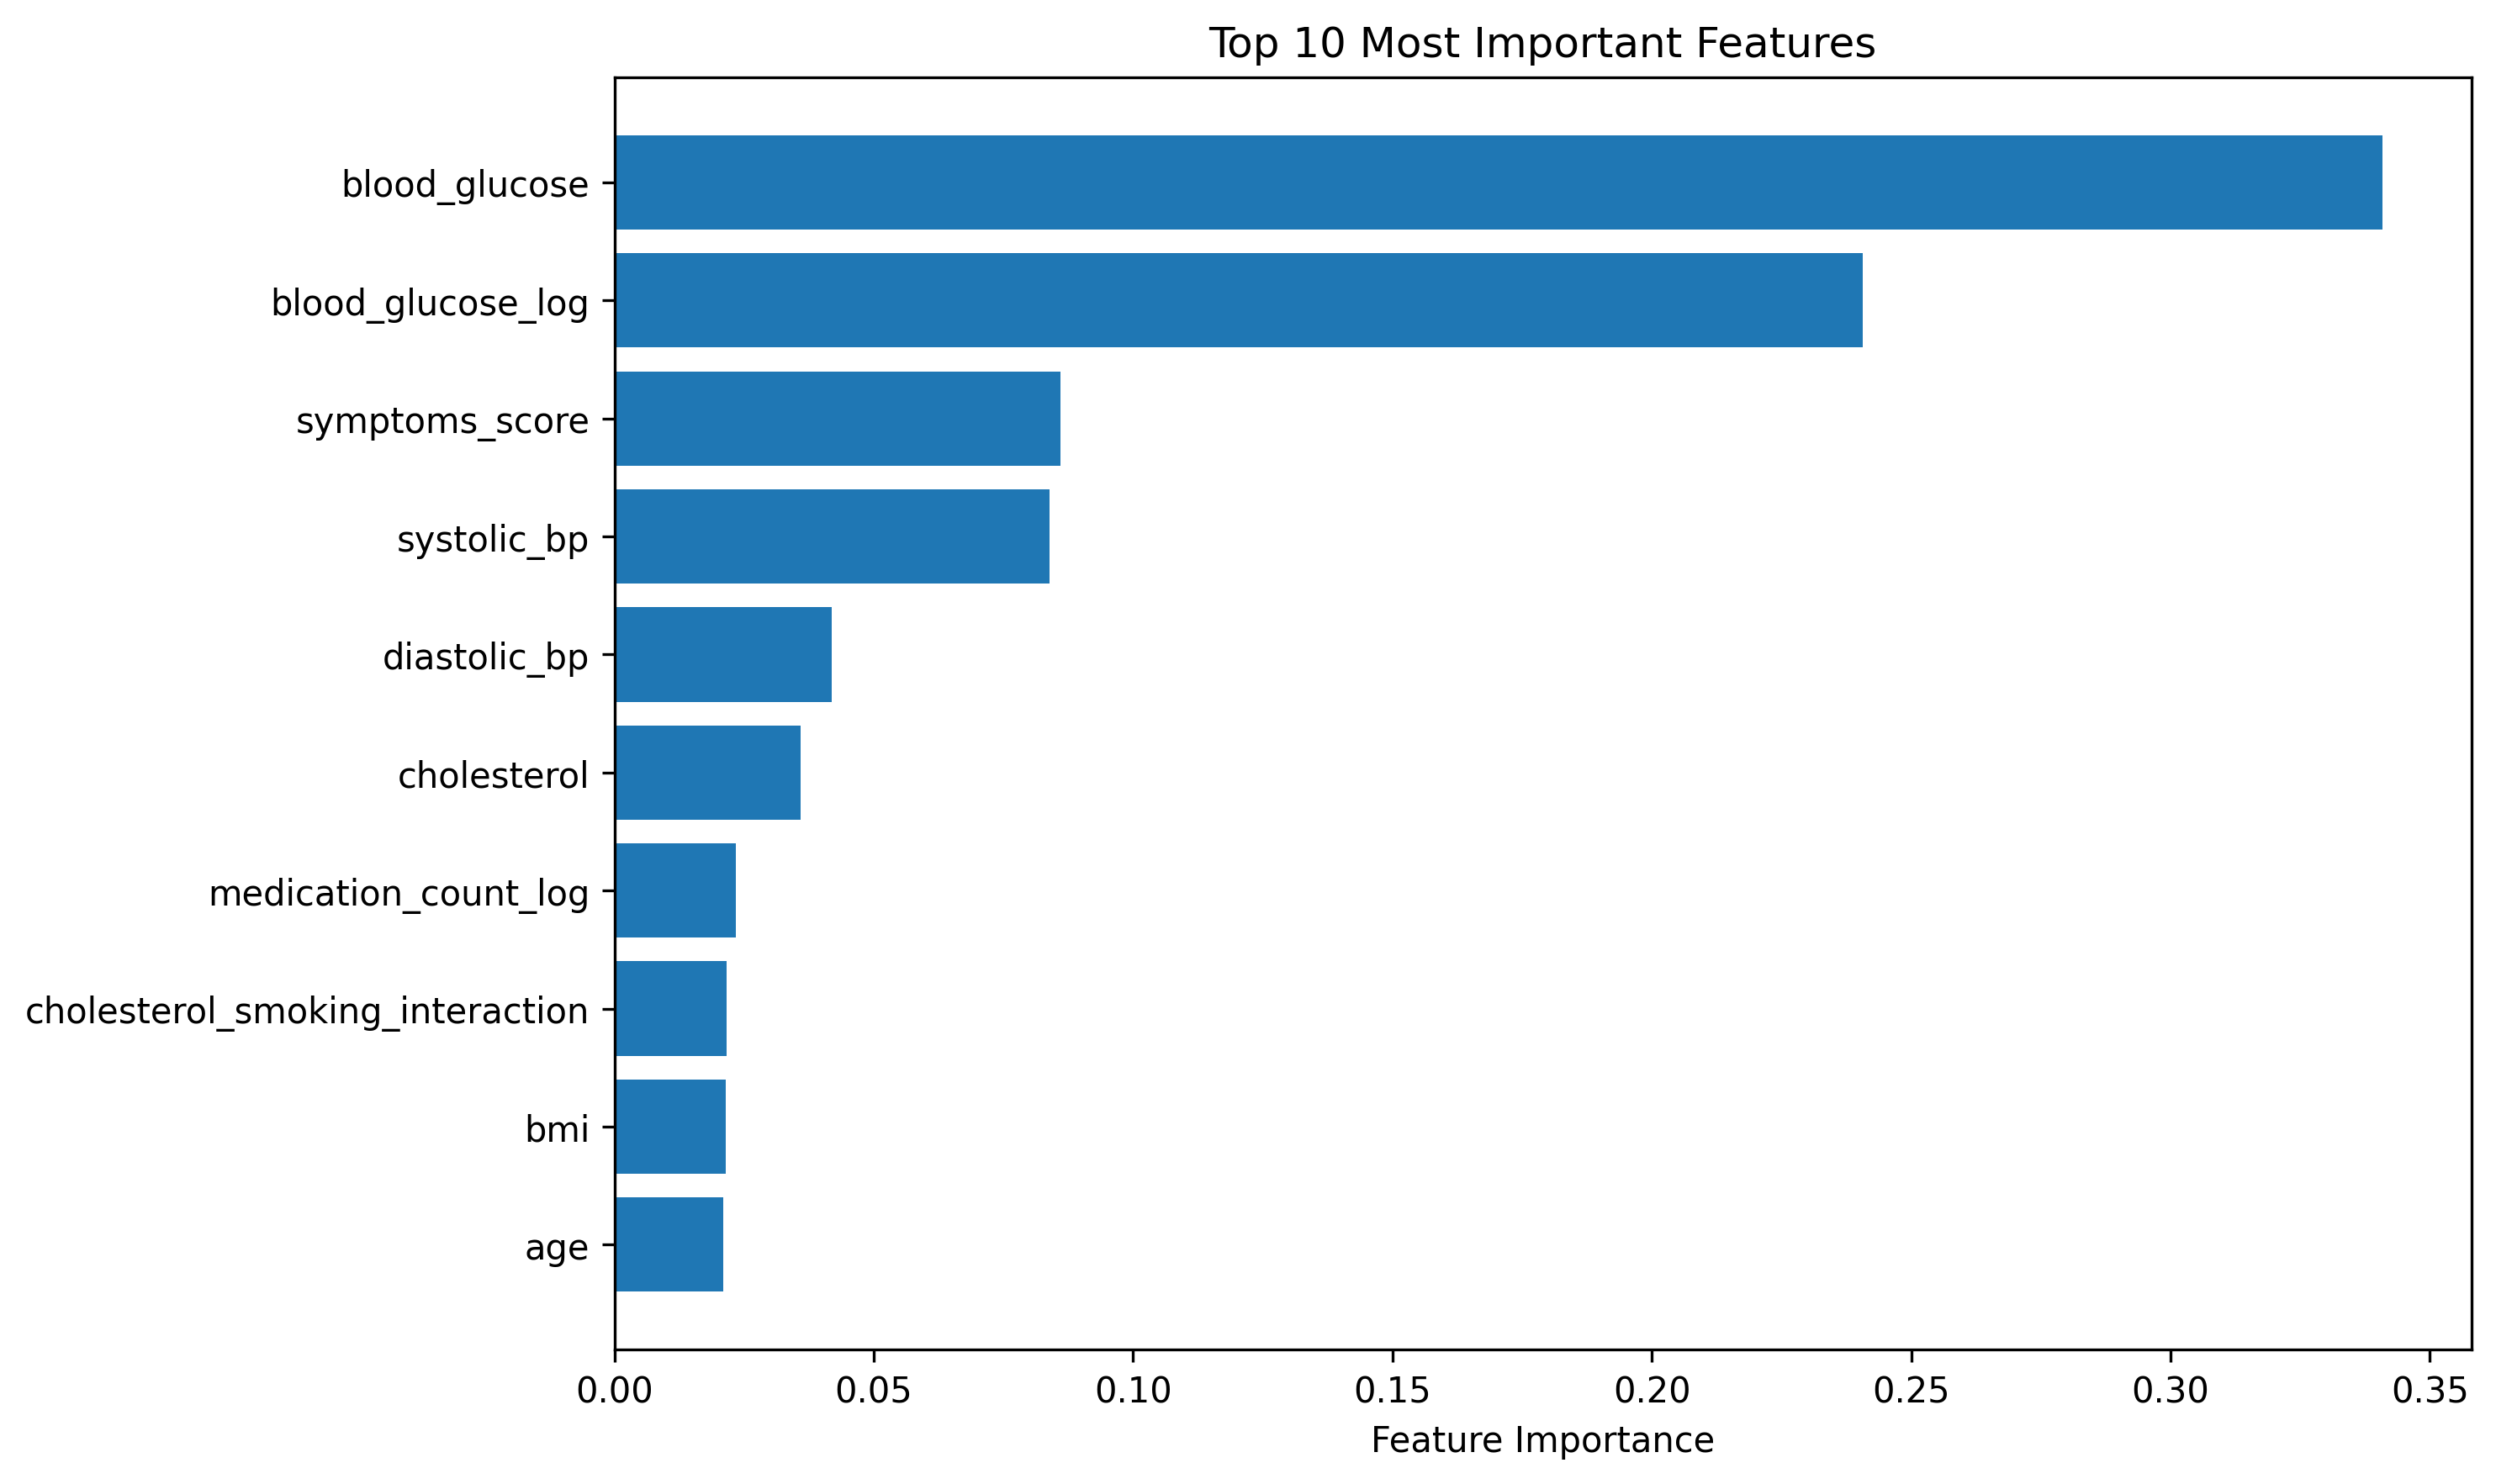 Top 10 Most Important Features
blood_glucose
blood_glucose_log
symptoms_score
systolic_bp
diastolic_bp
cholesterol
medication_count_log
cholesterol_smoking_interaction
bmi
age
0.00 0.05 0.10 0.15 0.20 0.25 0.30 0.35
Feature Importance